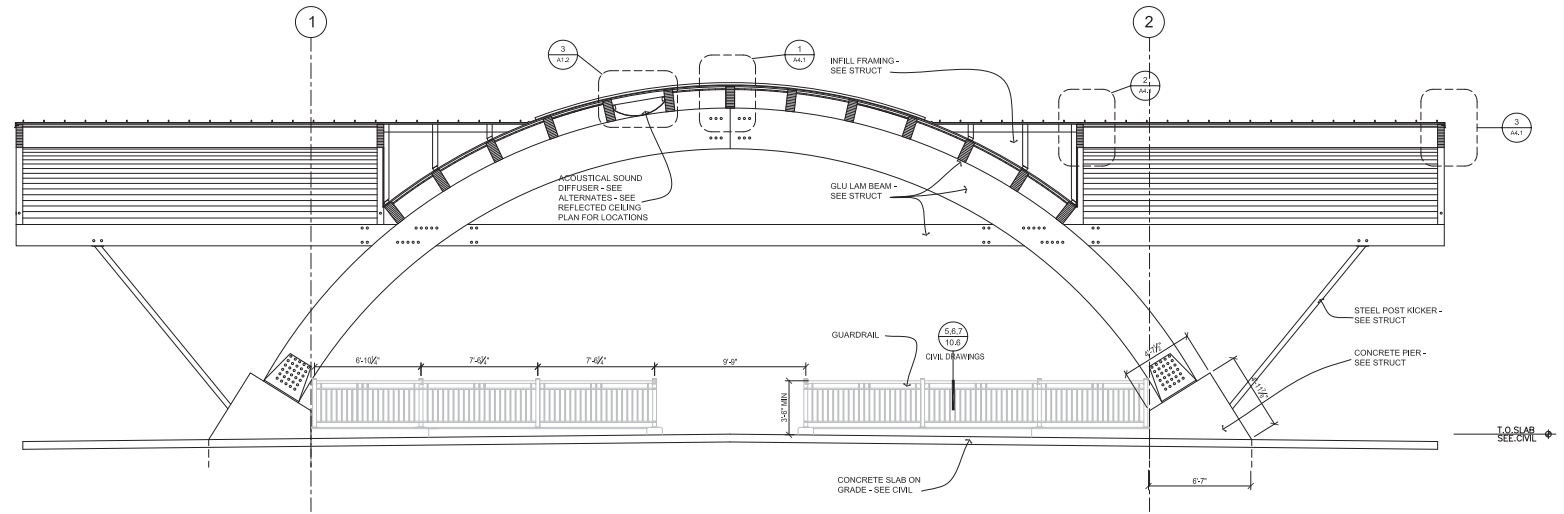 1
2
3
A1.2
1
A4.1
INFILL FRAMING -
SEE STRUCT
2
3
A4.1
ACOUSTICAL SOUND
DIFFUSER - SEE
ALTERNATES - SEE
REFLECTED CEILING
PLAN FOR LOCATIONS
GLU LAM BEAM -
SEE STRUCT
STEEL POST KICKER -
SEE STRUCT
GUARDRAIL
5,6,7
10.6
CIVIL DRAWINGS
CONCRETE PIER -
SEE STRUCT
6'-10¼"
7'-6¼"
7'-6¼"
9'-9"
3'-6" MIN
T.O.SLAB
SEE CIVIL
CONCRETE SLAB ON
GRADE - SEE CIVIL
6'-7"